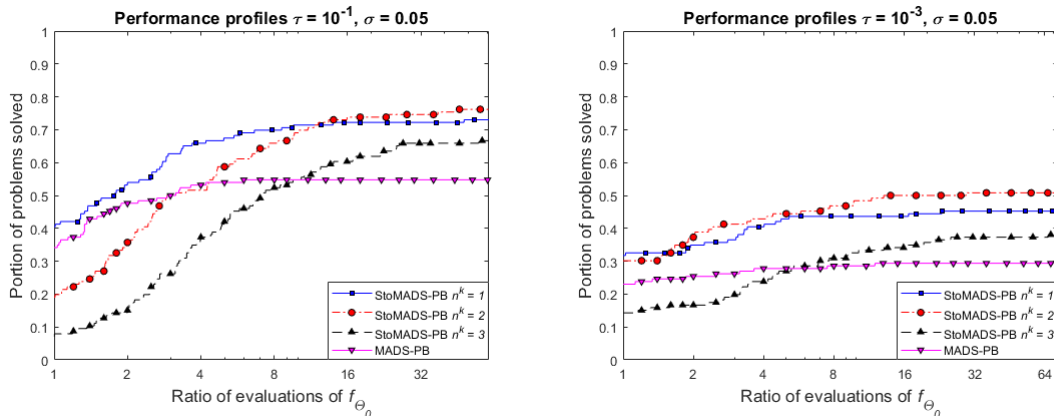 Performance profiles τ = 10^-1, σ = 0.05
Portion of problems solved
1
0.9
0.8
0.7
0.6
0.5
0.4
0.3
0.2
0.1
0
StoMADS-PB n^k = 1
StoMADS-PB n^k = 2
StoMADS-PB n^k = 3
MADS-PB
1 2 4 8 16 32
Ratio of evaluations of f_Θ_0
Performance profiles τ = 10^-3, σ = 0.05
Portion of problems solved
1
0.9
0.8
0.7
0.6
0.5
0.4
0.3
0.2
0.1
0
StoMADS-PB n^k = 1
StoMADS-PB n^k = 2
StoMADS-PB n^k = 3
MADS-PB
1 2 4 8 16 32 64
Ratio of evaluations of f_Θ_0